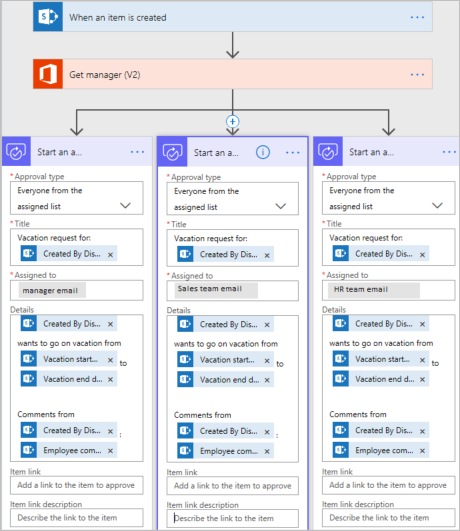 When an item is created
Get manager (V2)
Start an a...
*Approval type
Everyone from the
assigned list
*Title
Vacation request for:
Created By Dis... ×
*Assigned to
manager email
Details
Created By Dis... ×
wants to go on vacation from
Vacation start... × to
Vacation end d... ×
Comments from
Created By Dis... × :
Employee com... ×
Item link
Add a link to the item to approve
Item link description
Describe the link to the item
Start an a...
*Approval type
Everyone from the
assigned list
*Title
Vacation request for:
Created By Dis... ×
*Assigned to
Sales team email
Details
Created By Dis... ×
wants to go on vacation from
Vacation start... × to
Vacation end d... ×
Comments from
Created By Dis... × :
Employee com... ×
Item link
Add a link to the item to approve
Item link description
Describe the link to the item
Start an a...
*Approval type
Everyone from the
assigned list
*Title
Vacation request for:
Created By Dis... ×
*Assigned to
HR team email
Details
Created By Dis... ×
wants to go on vacation from
Vacation start... × to
Vacation end d... ×
Comments from
Created By Dis... × :
Employee com... ×
Item link
Add a link to the item to approve
Item link description
Describe the link to the item